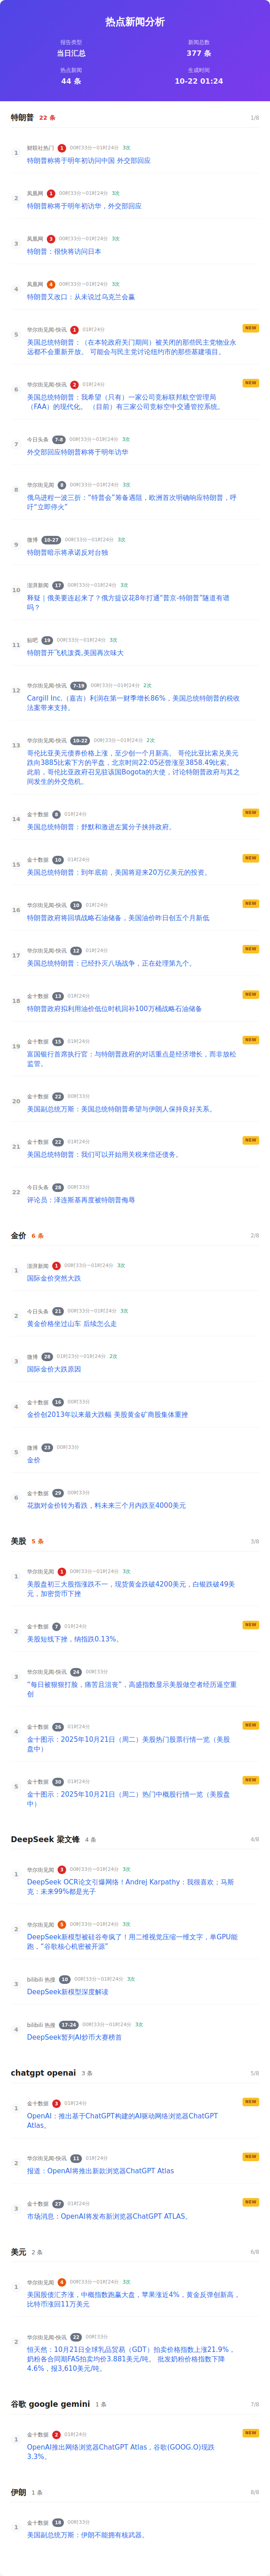 热点新闻分析
报告类型
新闻总数
当日汇总
377 条
热点新闻
生成时间
44 条
10-22 01:24
特朗普 22 条 1/8
1 财联社热门 1 00时33分~01时24分 3次
特朗普称将于明年初访问中国 外交部回应
2 凤凰网 1 00时33分~01时24分 3次
特朗普称将于明年初访华，外交部回应
3 凤凰网 3 00时33分~01时24分 3次
特朗普：很快将访问日本
4 凤凰网 4 00时33分~01时24分 3次
特朗普又改口：从未说过乌克兰会赢
5 华尔街见闻-快讯 1 01时24分 NEW
美国总统特朗普：（在本轮政府关门期间）被关闭的那些民主党物业永
远都不会重新开放。 可能会与民主党讨论纽约市的那些基建项目。
6 华尔街见闻-快讯 2 01时24分 NEW
美国总统特朗普：我希望（只有）一家公司竞标联邦航空管理局
（FAA）的现代化。 （目前）有三家公司竞标空中交通管控系统。
7 今日头条 7-8 00时33分~01时24分 3次
外交部回应特朗普称将于明年访华
8 华尔街见闻 8 00时33分~01时24分 3次
俄乌进程一波三折：“特普会”筹备遇阻，欧洲首次明确响应特朗普，呼
吁“立即停火”
9 微博 10-27 00时33分~01时24分 3次
特朗普暗示将承诺反对台独
10 澎湃新闻 17 00时33分~01时24分 3次
释疑｜俄美要连起来了？俄方提议花8年打通“普京-特朗普”隧道有谱
吗？
11 贴吧 19 00时33分~01时24分 3次
特朗普开飞机泼粪,美国再次味大
12 华尔街见闻-快讯 7-19 00时33分~01时24分 2次
Cargill Inc.（嘉吉）利润在第一财季增长86%，美国总统特朗普的税收
法案带来支持。
13 华尔街见闻-快讯 10-22 00时33分~01时24分 2次
哥伦比亚美元债券价格上涨，至少创一个月新高。 哥伦比亚比索兑美元
跌向3885比索下方的平盘，北京时间22:05还曾涨至3858.49比索。
此前，哥伦比亚政府召见驻该国Bogota的大使，讨论特朗普政府与其之
间发生的外交危机。
14 金十数据 8 01时24分 NEW
美国总统特朗普：舒默和激进左翼分子挟持政府。
15 金十数据 10 01时24分 NEW
美国总统特朗普：到年底前，美国将迎来20万亿美元的投资。
16 华尔街见闻-快讯 10 01时24分 NEW
特朗普政府将回填战略石油储备，美国油价昨日创五个月新低
17 华尔街见闻-快讯 12 01时24分 NEW
美国总统特朗普：已经扑灭八场战争，正在处理第九个。
18 金十数据 13 01时24分 NEW
特朗普政府拟利用油价低位时机回补100万桶战略石油储备
19 金十数据 15 01时24分 NEW
富国银行首席执行官：与特朗普政府的对话重点是经济增长，而非放松
监管。
20 金十数据 22 00时33分
美国副总统万斯：美国总统特朗普希望与伊朗人保持良好关系。
21 金十数据 22 01时24分 NEW
美国总统特朗普：我们可以开始用关税来偿还债务。
22 今日头条 28 00时33分
评论员：泽连斯基再度被特朗普侮辱
金价 6 条 2/8
1 澎湃新闻 1 00时33分~01时24分 3次
国际金价突然大跌
2 今日头条 21 00时33分~01时24分 3次
黄金价格坐过山车 后续怎么走
3 微博 28 01时23分~01时24分 2次
国际金价大跌原因
4 金十数据 16 00时33分
金价创2013年以来最大跌幅 美股黄金矿商股集体重挫
5 微博 23 00时33分
金价
6 金十数据 29 00时33分
花旗对金价转为看跌，料未来三个月内跌至4000美元
美股 5 条 3/8
1 华尔街见闻 1 00时33分~01时24分 3次
美股盘初三大股指涨跌不一，现货黄金跌破4200美元，白银跌破49美
元，加密货币下挫
2 金十数据 7 01时24分 NEW
美股短线下挫，纳指跌0.13%。
3 华尔街见闻-快讯 24 00时33分
“每日被狠狠打脸，痛苦且沮丧”，高盛指数显示美股做空者经历逼空重
创
4 金十数据 26 01时24分 NEW
金十图示：2025年10月21日（周二）美股热门股票行情一览（美股
盘中）
5 金十数据 30 01时24分 NEW
金十图示：2025年10月21日（周二）热门中概股行情一览（美股盘
中）
DeepSeek 梁文锋 4 条 4/8
1 华尔街见闻 3 00时33分~01时24分 3次
DeepSeek OCR论文引爆网络！Andrej Karpathy：我很喜欢；马斯
克：未来99%都是光子
2 华尔街见闻 5 00时33分~01时24分 3次
DeepSeek新模型被硅谷夸疯了！用二维视觉压缩一维文字，单GPU能
跑，“谷歌核心机密被开源”
3 bilibili 热搜 10 00时33分~01时24分 3次
DeepSeek新模型深度解读
4 bilibili 热搜 17-24 00时33分~01时24分 3次
DeepSeek暂列AI炒币大赛榜首
chatgpt openai 3 条 5/8
1 金十数据 3 01时24分 NEW
OpenAI：推出基于ChatGPT构建的AI驱动网络浏览器ChatGPT
Atlas。
2 华尔街见闻-快讯 11 01时24分 NEW
报道：OpenAI将推出新款浏览器ChatGPT Atlas
3 金十数据 27 01时24分 NEW
市场消息：OpenAI将发布新浏览器ChatGPT ATLAS。
美元 2 条 6/8
1 华尔街见闻 4 00时33分~01时24分 3次
美国股债汇齐涨，中概指数跑赢大盘，苹果涨近4%，黄金反弹创新高，
比特币涨回11万美元
2 华尔街见闻-快讯 22 00时33分
恒天然：10月21日全球乳品贸易（GDT）拍卖价格指数上涨21.9%，
奶粉各合同期FAS拍卖均价3.881美元/吨。 批发奶粉价格指数下降
4.6%，报3,610美元/吨。
谷歌 google gemini 1 条 7/8
1 金十数据 2 01时24分 NEW
OpenAI推出网络浏览器ChatGPT Atlas，谷歌(GOOG.O)现跌
3.3%。
伊朗 1 条 8/8
1 金十数据 18 00时33分
美国副总统万斯：伊朗不能拥有核武器。